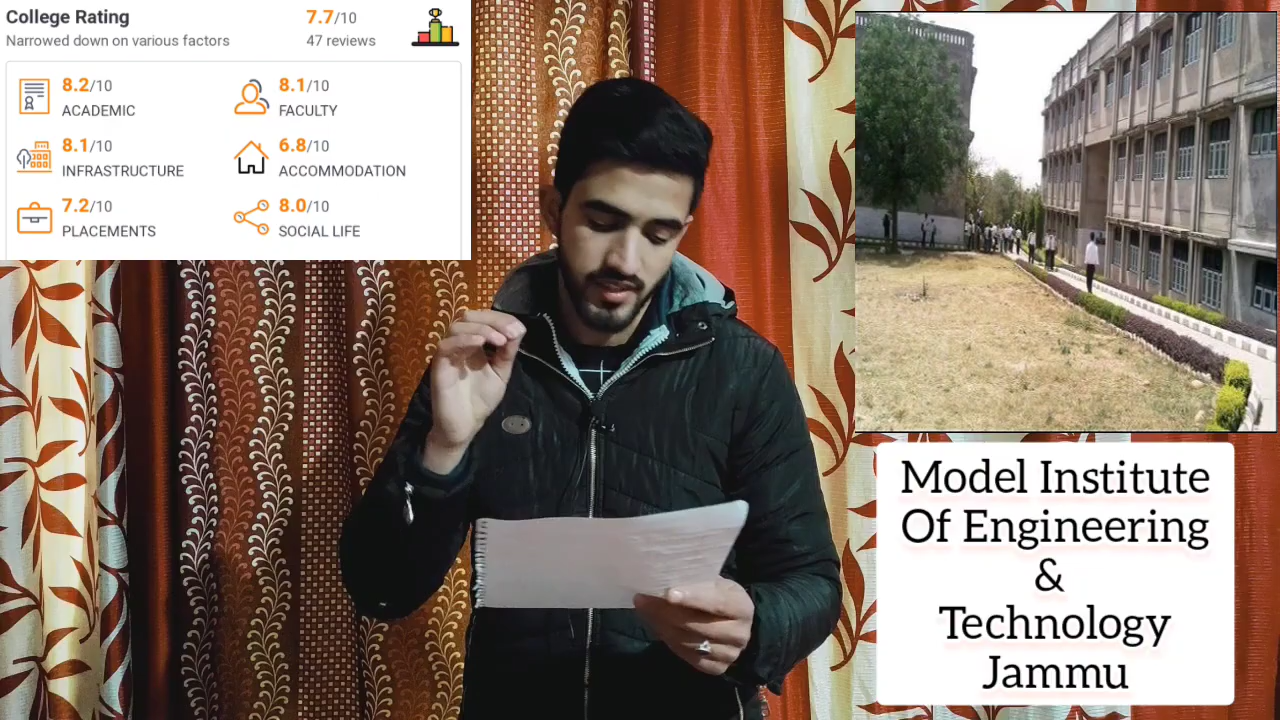 College Rating
7.7/10
Narrowed down on various factors
47 reviews
8.2/10
ACADEMIC
8.1/10
FACULTY
8.1/10
INFRASTRUCTURE
6.8/10
ACCOMMODATION
7.2/10
PLACEMENTS
8.0/10
SOCIAL LIFE
Model Institute
Of Engineering
&
Technology
Jammu